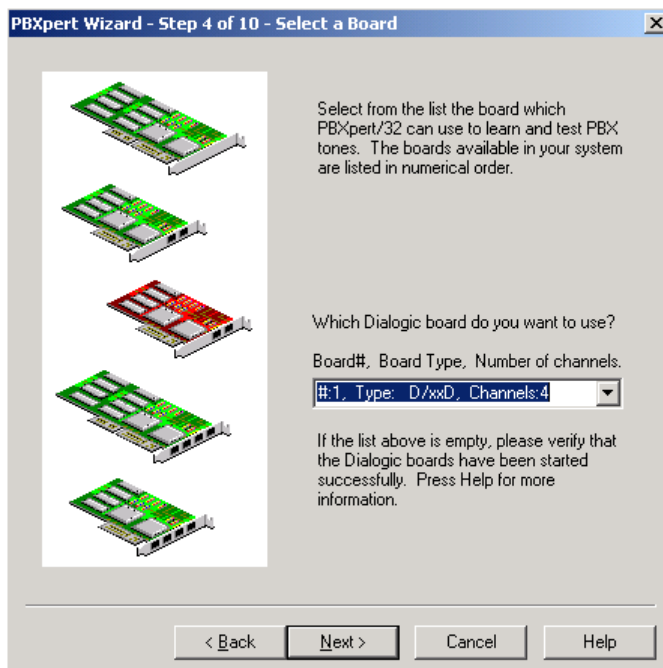 PBXpert Wizard - Step 4 of 10 - Select a Board
Select from the list the board which
PBXpert/32 can use to learn and test PBX
tones.  The boards available in your system
are listed in numerical order.
Which Dialogic board do you want to use?
Board#,  Board Type,  Number of channels.
#:1,  Type:   D/xxD,  Channels:4
If the list above is empty, please verify that
the Dialogic boards have been started
successfully.  Press Help for more
information.
< Back
Next >
Cancel
Help